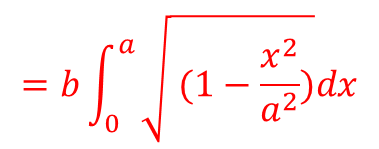 = b ∫₀ᵃ √(1 − x²/a²) dx